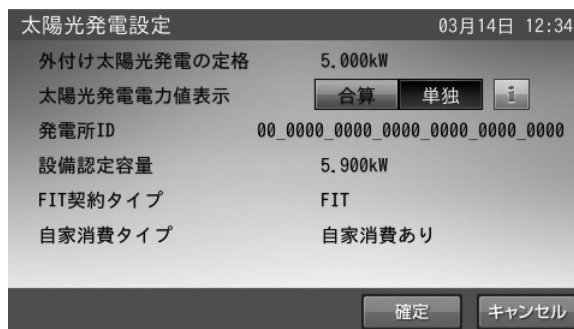 太陽光発電設定 03月14日 12:34
外付け太陽光発電の定格 5.000kW
太陽光発電電力値表示 合算 単独 i
発電所ID 00_0000_0000_0000_0000_0000_0000
設備認定容量 5.900kW
FIT契約タイプ FIT
自家消費タイプ 自家消費あり
確定 キャンセル